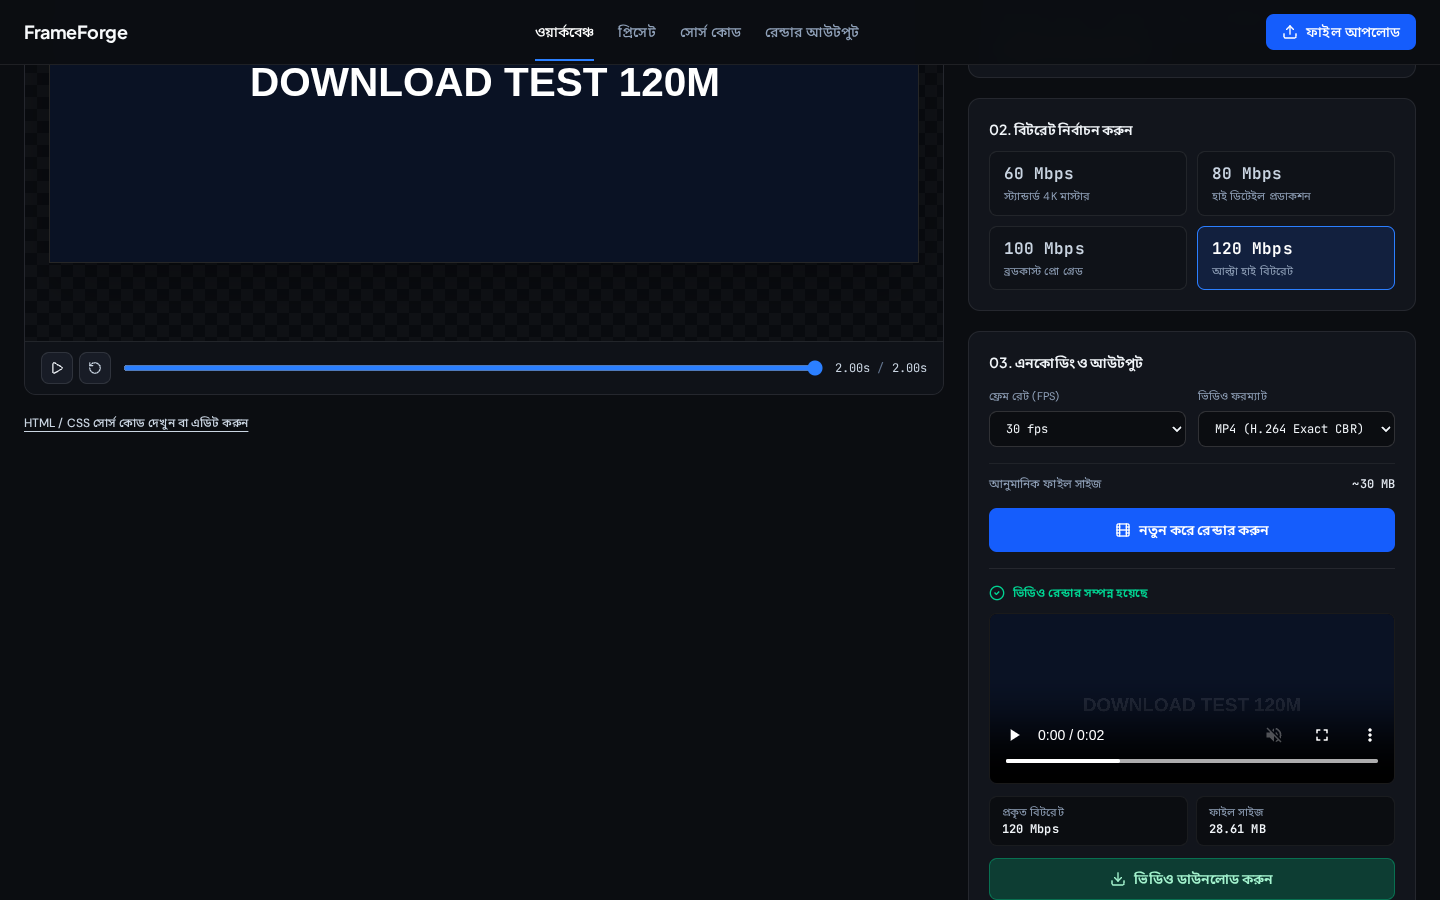 FrameForge
ওয়ার্কবেঞ্চ
প্রিসেট
সোর্স কোড
রেন্ডার আউটপুট
ফাইল আপলোড
DOWNLOAD TEST 120M
2.00s / 2.00s
HTML / CSS সোর্স কোড দেখুন বা এডিট করুন
02. বিটরেট নির্বাচন করুন
60 Mbps
স্ট্যান্ডার্ড 4K মাস্টার
80 Mbps
হাই ডিটেইল প্রডাকশন
100 Mbps
ব্রডকাস্ট প্রো গ্রেড
120 Mbps
আল্ট্রা হাই বিটরেট
03. এনকোডিং ও আউটপুট
ফ্রেম রেট (FPS)
ভিডিও ফরম্যাট
30 fps
MP4 (H.264 Exact CBR)
আনুমানিক ফাইল সাইজ
~30 MB
নতুন করে রেন্ডার করুন
ভিডিও রেন্ডার সম্পন্ন হয়েছে
DOWNLOAD TEST 120M
0:00 / 0:02
প্রকৃত বিটরেট
120 Mbps
ফাইল সাইজ
28.61 MB
ভিডিও ডাউনলোড করুন